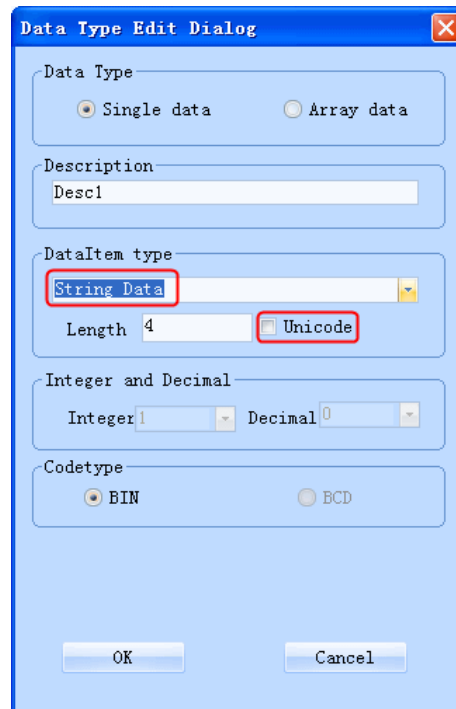 Data Type Edit Dialog
Data Type
Single data Array data
Description
Desc1
DataItem type
String Data
Length 4 Unicode
Integer and Decimal
Integer 1 Decimal 0
Codetype
BIN BCD
OK Cancel